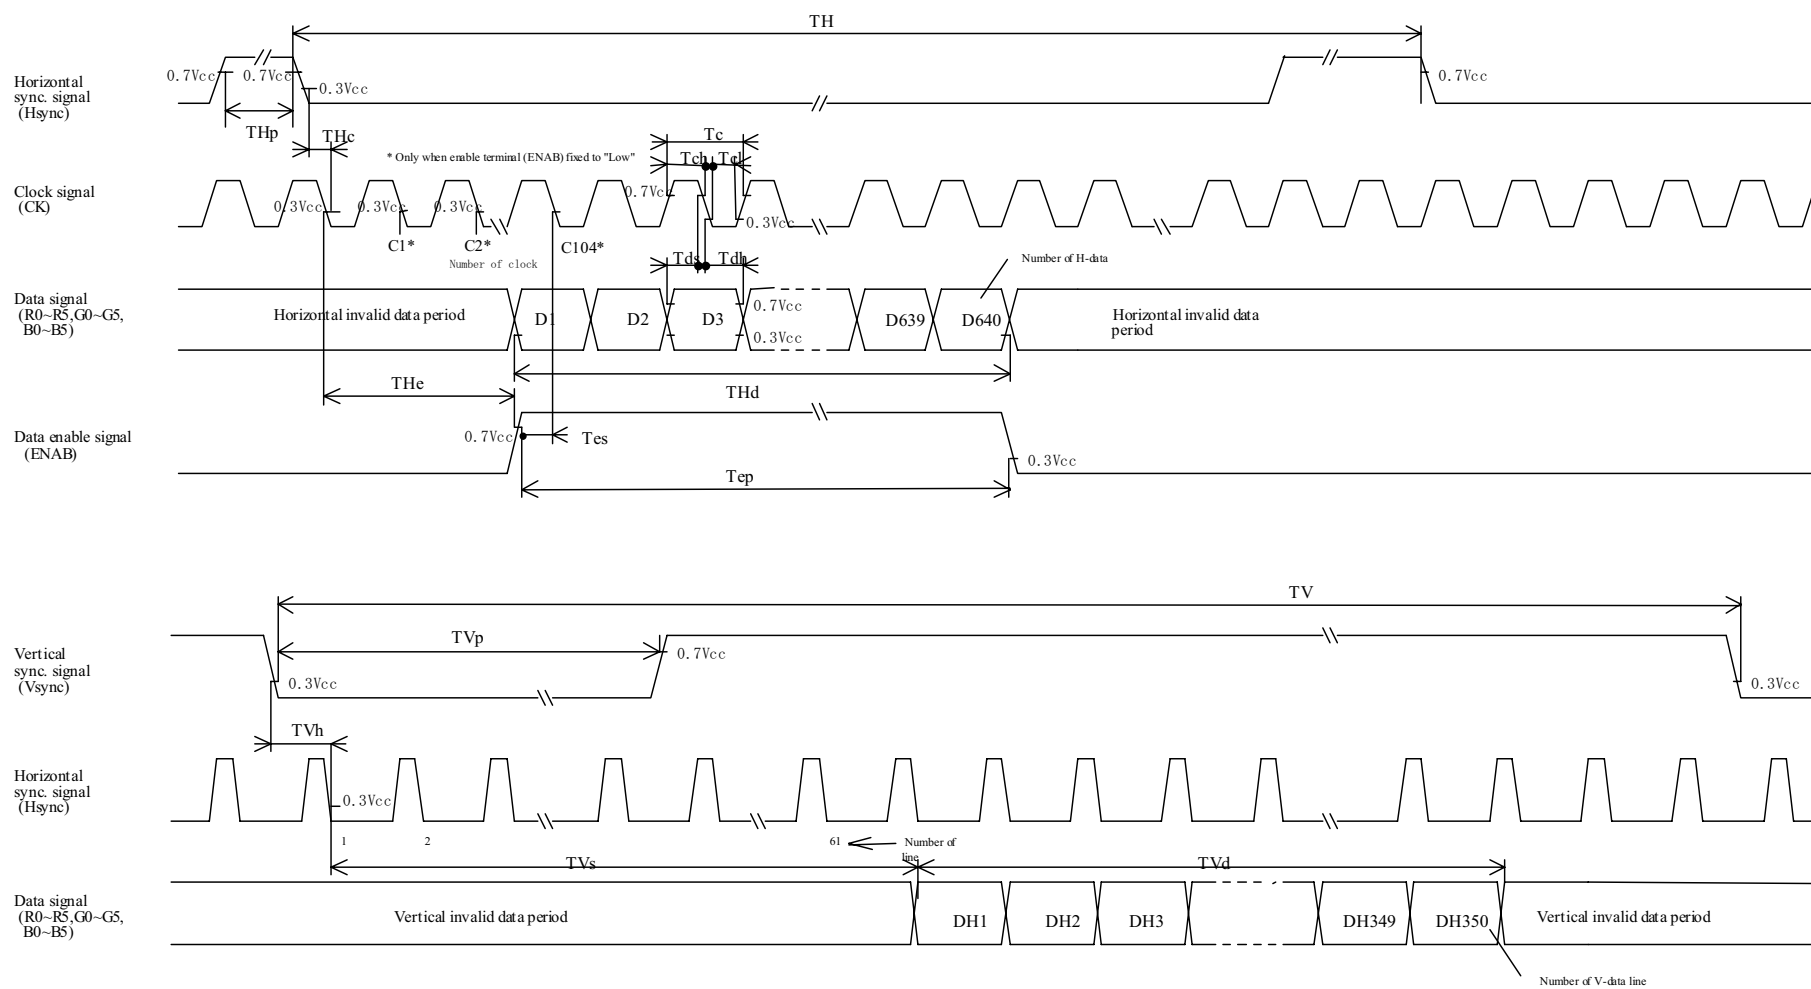 TH
Horizontal
sync. signal
(Hsync)
0.7Vcc
0.7Vcc
0.3Vcc
0.7Vcc
THp
THc
Tc
* Only when enable terminal (ENAB) fixed to "Low"
Tch
Tcl
Clock signal
(CK)
0.3Vcc
0.3Vcc
0.3Vcc
0.7Vcc
0.3Vcc
C1*
C2*
C104*
Number of clock
Tds
Tdh
Number of H-data
Data signal
(R0~R5,G0~G5,
B0~B5)
Horizontal invalid data period
D1
D2
D3
0.7Vcc
0.3Vcc
D639
D640
Horizontal invalid data
period
THe
THd
Data enable signal
(ENAB)
0.7Vcc
Tes
0.3Vcc
Tep
TV
Vertical
sync. signal
(Vsync)
TVp
0.7Vcc
0.3Vcc
0.3Vcc
TVh
Horizontal
sync. signal
(Hsync)
0.3Vcc
1
2
61
Number of
line
TVs
TVd
Data signal
(R0~R5,G0~G5,
B0~B5)
Vertical invalid data period
DH1
DH2
DH3
DH349
DH350
Vertical invalid data period
Number of V-data line